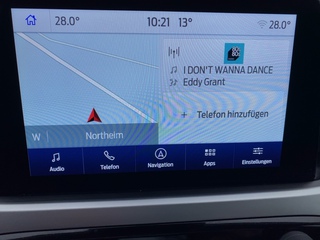 28.0° 10:21 13° 28.0°
I DON'T WANNA DANCE
Eddy Grant
+ Telefon hinzufügen
W Northeim
Audio Telefon Navigation Apps Einstellungen